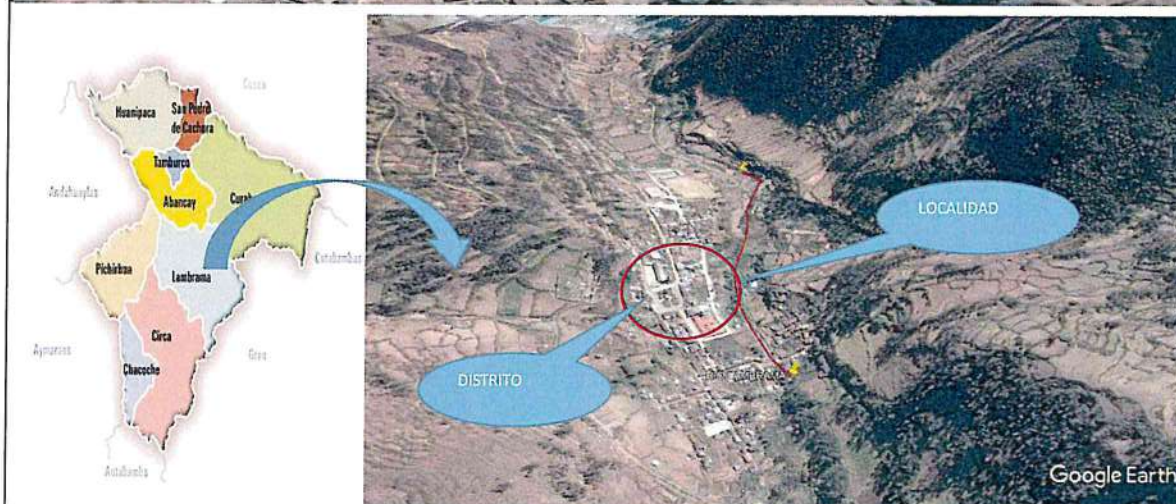 Cusco
Huanipaca
San Pedro
de Cachora
Tamburco
Andahuaylas
Abancay
Pichirhua
Lambrama
Cotabambas
Circa
Aymaraes
Grau
Chacoche
Antabamba
LOCALIDAD
DISTRITO
Google Earth